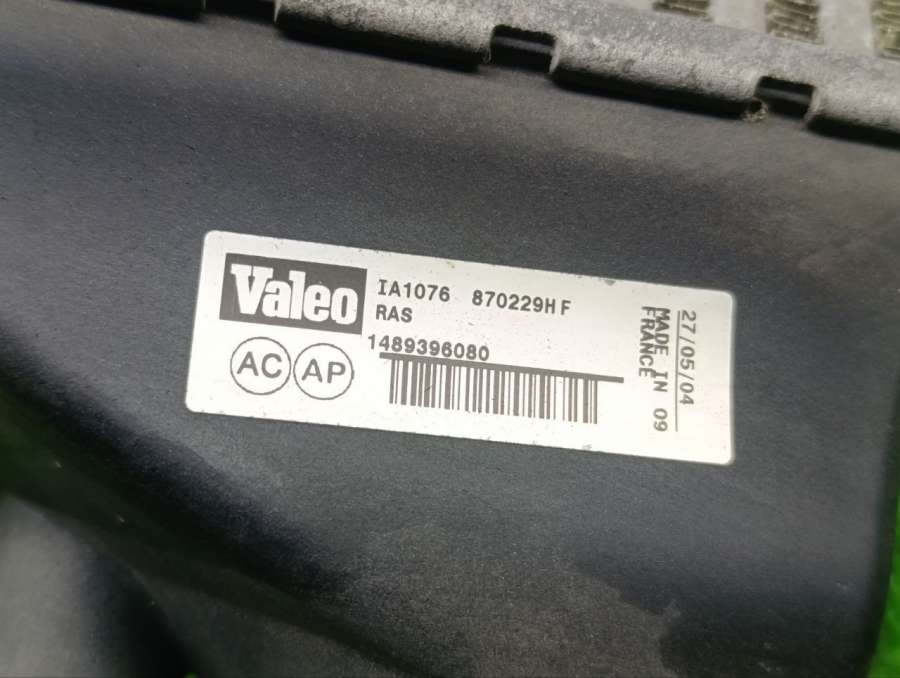 Valeo
IA1076 870229HF
RAS
1489396080
AC AP
27/05/04
MADE IN 09
FRANCE